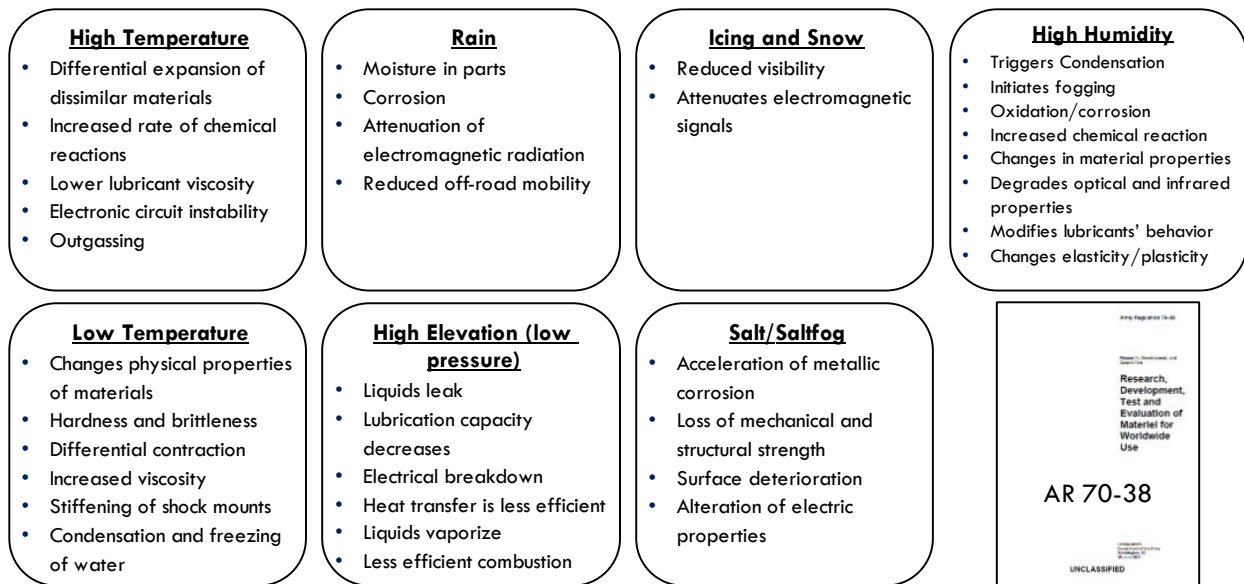 High Temperature
• Differential expansion of
dissimilar materials
• Increased rate of chemical
reactions
• Lower lubricant viscosity
• Electronic circuit instability
• Outgassing
Rain
• Moisture in parts
• Corrosion
• Attenuation of
electromagnetic radiation
• Reduced off-road mobility
Icing and Snow
• Reduced visibility
• Attenuates electromagnetic
signals
High Humidity
• Triggers Condensation
• Initiates fogging
• Oxidation/corrosion
• Increased chemical reaction
• Changes in material properties
• Degrades optical and infrared
properties
• Modifies lubricants' behavior
• Changes elasticity/plasticity
Low Temperature
• Changes physical properties
of materials
• Hardness and brittleness
• Differential contraction
• Increased viscosity
• Stiffening of shock mounts
• Condensation and freezing
of water
High Elevation (low
pressure)
• Liquids leak
• Lubrication capacity
decreases
• Electrical breakdown
• Heat transfer is less efficient
• Liquids vaporize
• Less efficient combustion
Salt/Saltfog
• Acceleration of metallic
corrosion
• Loss of mechanical and
structural strength
• Surface deterioration
• Alteration of electric
properties
Army Regulation 70–38
Research, Development, and
Acquisition
Research,
Development,
Test and
Evaluation of
Materiel for
Worldwide
Use
AR 70-38
UNCLASSIFIED